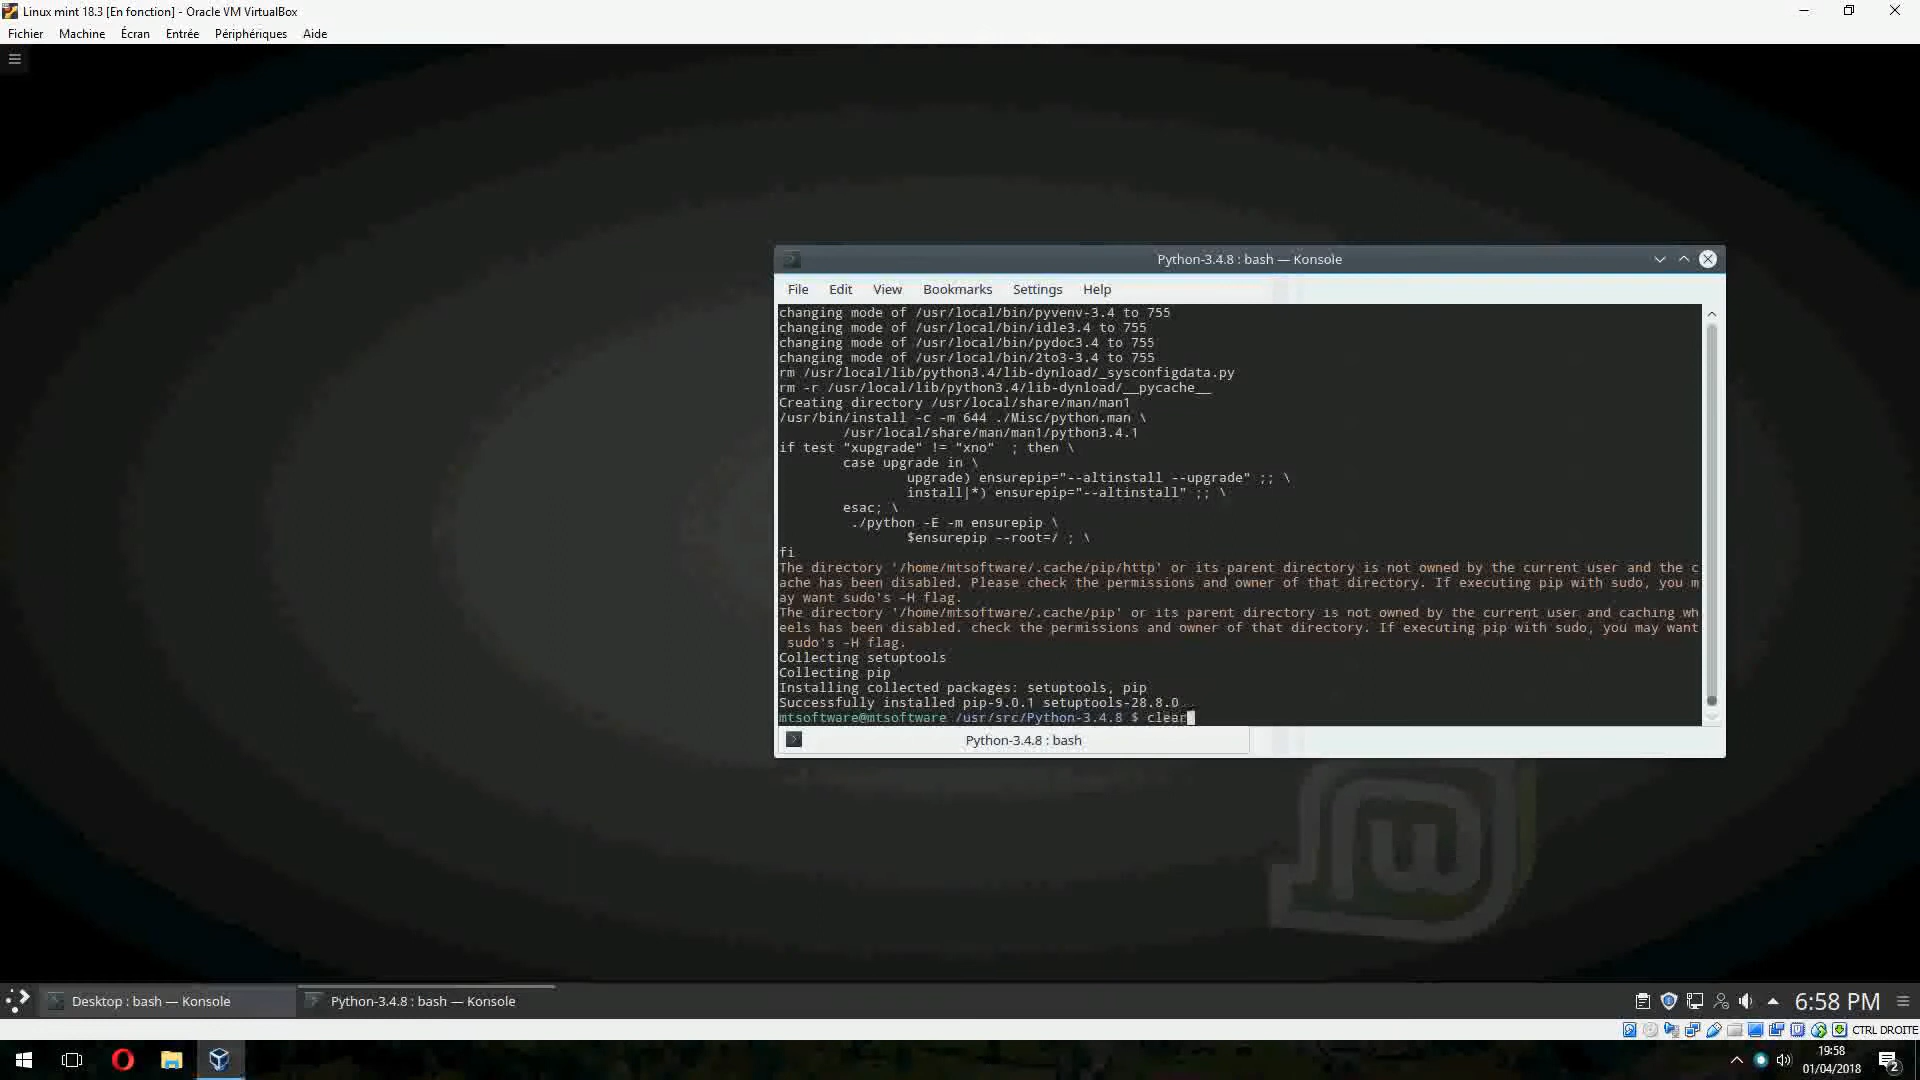 Linux mint 18.3 [En fonction] - Oracle VM VirtualBox
Fichier Machine Écran Entrée Périphériques Aide
Python-3.4.8 : bash — Konsole
File Edit View Bookmarks Settings Help
changing mode of /usr/local/bin/pyvenv-3.4 to 755
changing mode of /usr/local/bin/idle3.4 to 755
changing mode of /usr/local/bin/pydoc3.4 to 755
changing mode of /usr/local/bin/2to3-3.4 to 755
rm /usr/local/lib/python3.4/lib-dynload/_sysconfigdata.py
rm -r /usr/local/lib/python3.4/lib-dynload/__pycache__
Creating directory /usr/local/share/man/man1
/usr/bin/install -c -m 644 ./Misc/python.man \
/usr/local/share/man/man1/python3.4.1
if test "xupgrade" != "xno"  ; then \
case upgrade in \
upgrade) ensurepip="--altinstall --upgrade" ;; \
install|*) ensurepip="--altinstall" ;; \
esac; \
./python -E -m ensurepip \
$ensurepip --root=/ ; \
fi
The directory '/home/mtsoftware/.cache/pip/http' or its parent directory is not owned by the current user and the c
ache has been disabled. Please check the permissions and owner of that directory. If executing pip with sudo, you m
ay want sudo's -H flag.
The directory '/home/mtsoftware/.cache/pip' or its parent directory is not owned by the current user and caching wh
eels has been disabled. check the permissions and owner of that directory. If executing pip with sudo, you may want
sudo's -H flag.
Collecting setuptools
Collecting pip
Installing collected packages: setuptools, pip
Successfully installed pip-9.0.1 setuptools-28.8.0
mtsoftware@mtsoftware /usr/src/Python-3.4.8 $ clear
Python-3.4.8 : bash
Desktop : bash — Konsole
Python-3.4.8 : bash — Konsole
6:58 PM
CTRL DROITE
19:58
01/04/2018
2